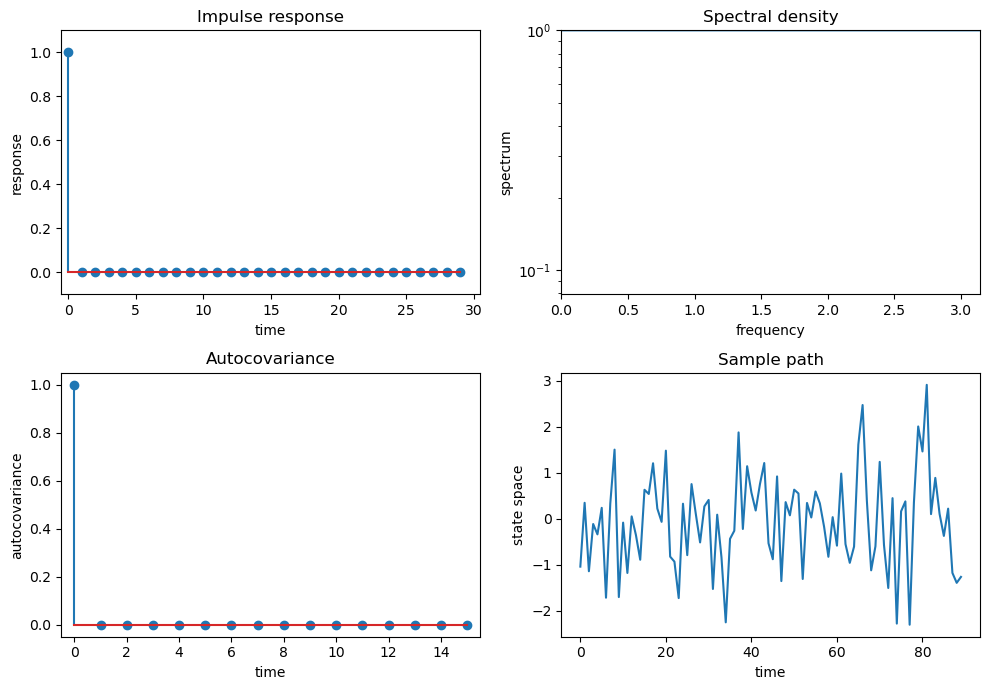 Impulse response
1.0
0.8
0.6
0.4
0.2
0.0
response
0 5 10 15 20 25 30
time
Spectral density
10^0
10^-1
spectrum
0.0 0.5 1.0 1.5 2.0 2.5 3.0
frequency
Autocovariance
1.0
0.8
0.6
0.4
0.2
0.0
autocovariance
0 2 4 6 8 10 12 14
time
Sample path
3
2
1
0
−1
−2
state space
0 20 40 60 80
time